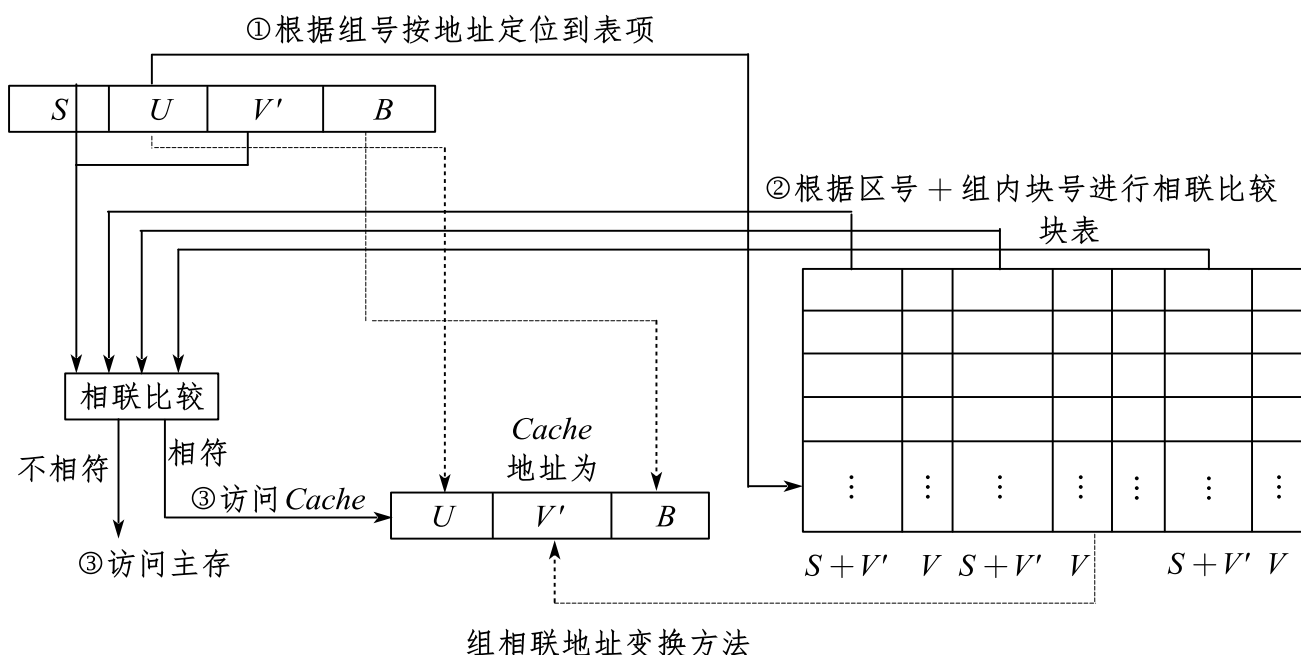 ①根据组号按地址定位到表项
S U V' B
②根据区号＋组内块号进行相联比较
块表
相联比较
不相符
相符
Cache
地址为
③访问Cache
U V' B
③访问主存
⋮ ⋮ ⋮ ⋮ ⋮ ⋮ ⋮
S＋V' V S＋V' V S＋V' V
组相联地址变换方法